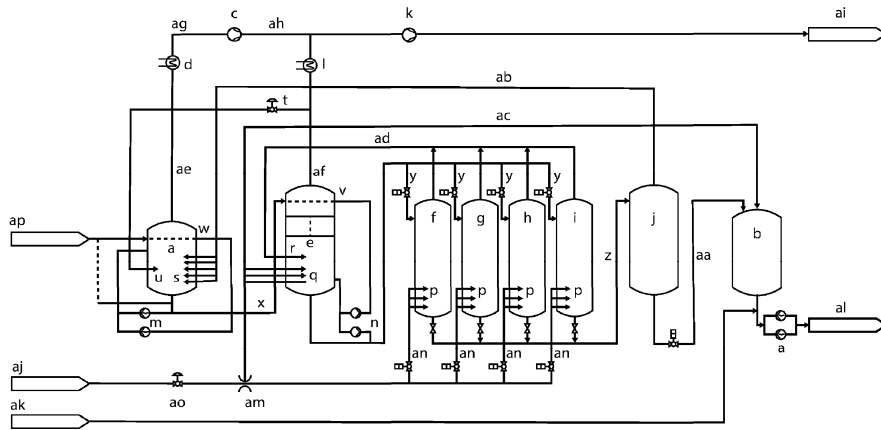 ag c ah k ai
d l
ab
t ac
ad
ae af v y y y y
ap w e f g h i j b
a r z aa
u s q p p p p
x
m n al
an an an an a
aj
ao am
ak